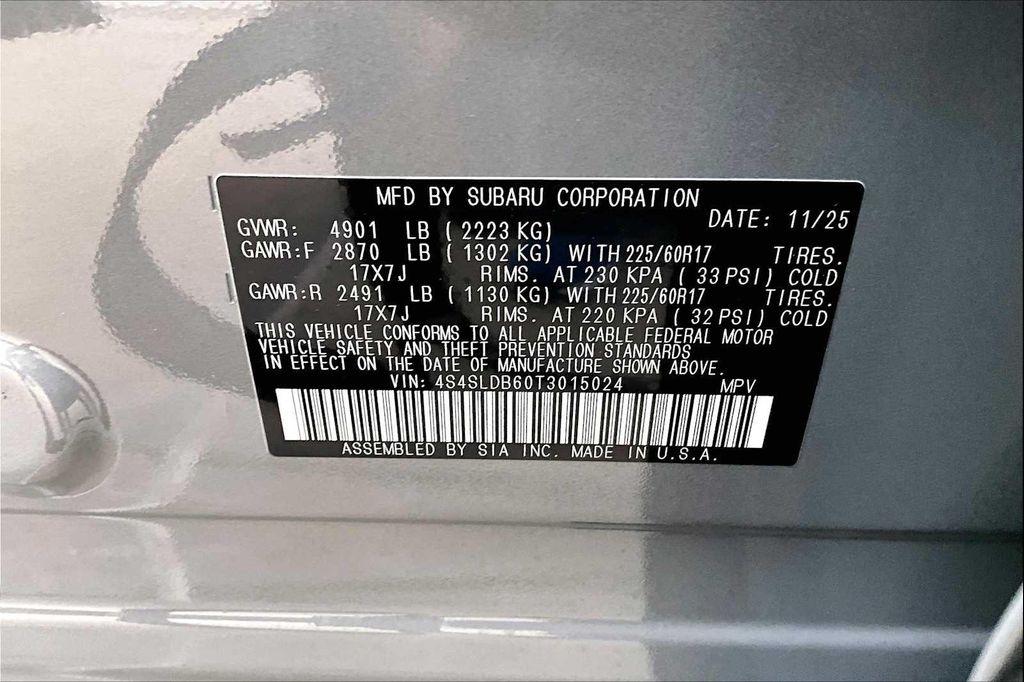 MFD BY SUBARU CORPORATION
DATE: 11/25
GVWR: 4901 LB ( 2223 KG)
GAWR:F 2870 LB ( 1302 KG) WITH 225/60R17 TIRES.
17X7J RIMS. AT 230 KPA ( 33 PSI) COLD
GAWR:R 2491 LB ( 1130 KG) WITH 225/60R17 TIRES.
17X7J RIMS. AT 220 KPA ( 32 PSI) COLD
THIS VEHICLE CONFORMS TO ALL APPLICABLE FEDERAL MOTOR
VEHICLE SAFETY AND THEFT PREVENTION STANDARDS
IN EFFECT ON THE DATE OF MANUFACTURE SHOWN ABOVE.
VIN: 4S4SLDB60T3015024 MPV
ASSEMBLED BY SIA INC. MADE IN U.S.A.